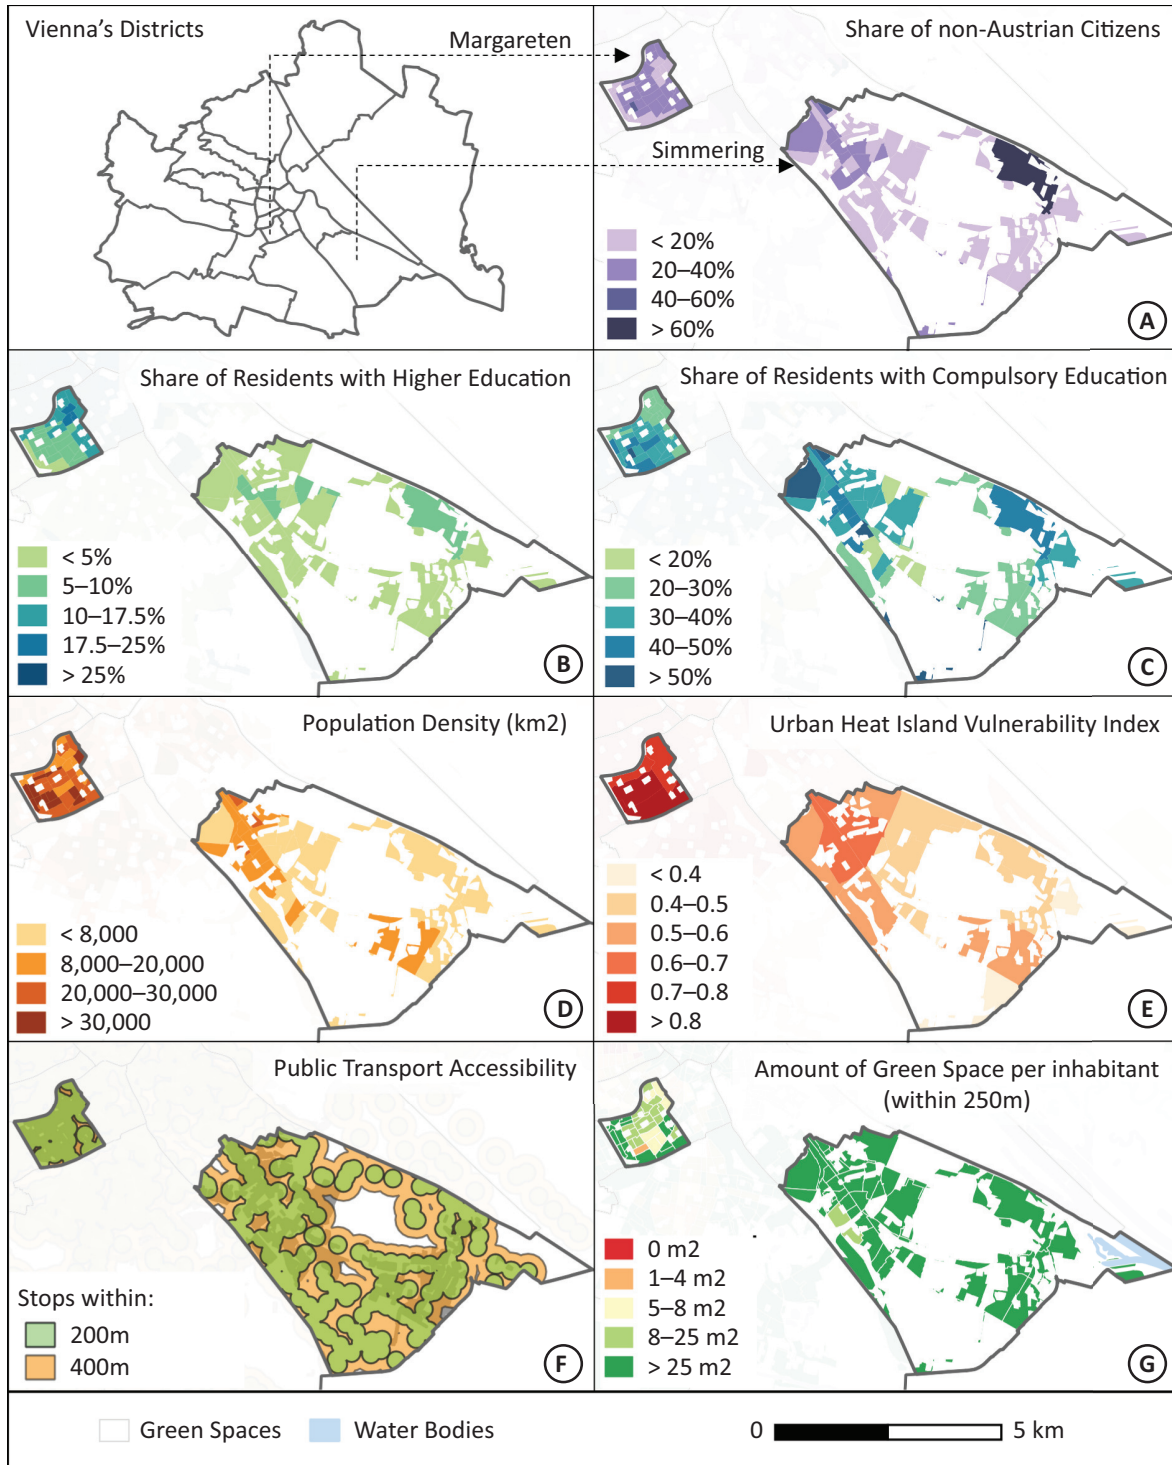 Vienna's Districts
Margareten
Simmering
Share of non-Austrian Citizens
< 20%
20–40%
40–60%
> 60%
A
Share of Residents with Higher Education
< 5%
5–10%
10–17.5%
17.5–25%
> 25%
B
Share of Residents with Compulsory Education
< 20%
20–30%
30–40%
40–50%
> 50%
C
Population Density (km2)
< 8,000
8,000–20,000
20,000–30,000
> 30,000
D
Urban Heat Island Vulnerability Index
< 0.4
0.4–0.5
0.5–0.6
0.6–0.7
0.7–0.8
> 0.8
E
Public Transport Accessibility
Stops within:
200m
400m
F
Amount of Green Space per inhabitant
(within 250m)
0 m2
1–4 m2
5–8 m2
8–25 m2
> 25 m2
G
Green Spaces
Water Bodies
0
5 km